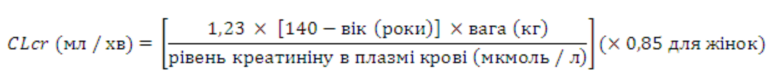 CLcr (мл / хв) = [1,23 × [140 − вік (роки)] × вага (кг) / рівень креатиніну в плазмі крові (мкмоль / л)] (× 0,85 для жінок)